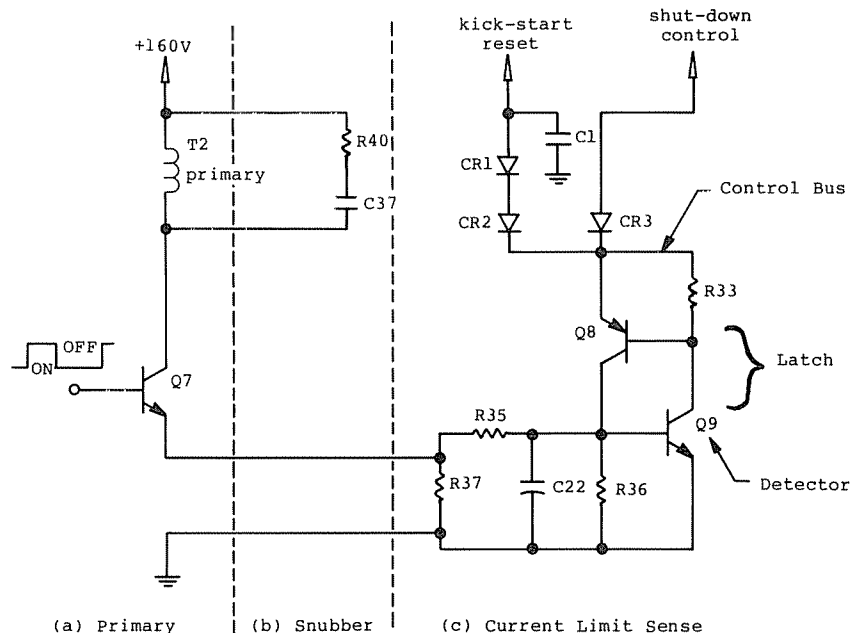 kick-start
reset
shut-down
control
+160V
T2
primary
R40
C37
C1
CR1
CR2
CR3
Control Bus
R33
Q8
Latch
OFF
ON
Q7
R35
Q9
R37
C22
R36
Detector
(a) Primary
(b) Snubber
(c) Current Limit Sense